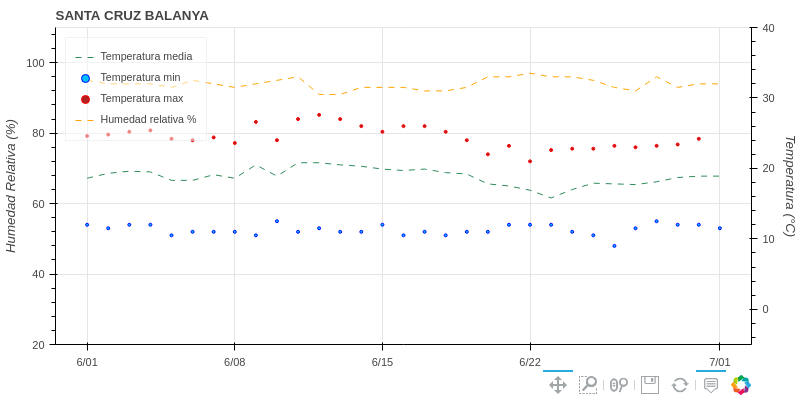 SANTA CRUZ BALANYA
Temperatura media
Temperatura min
Temperatura max
Humedad relativa %
Humedad Relativa (%)
100
80
60
40
20
Temperatura (°C)
40
30
20
10
0
6/01 6/08 6/15 6/22 7/01